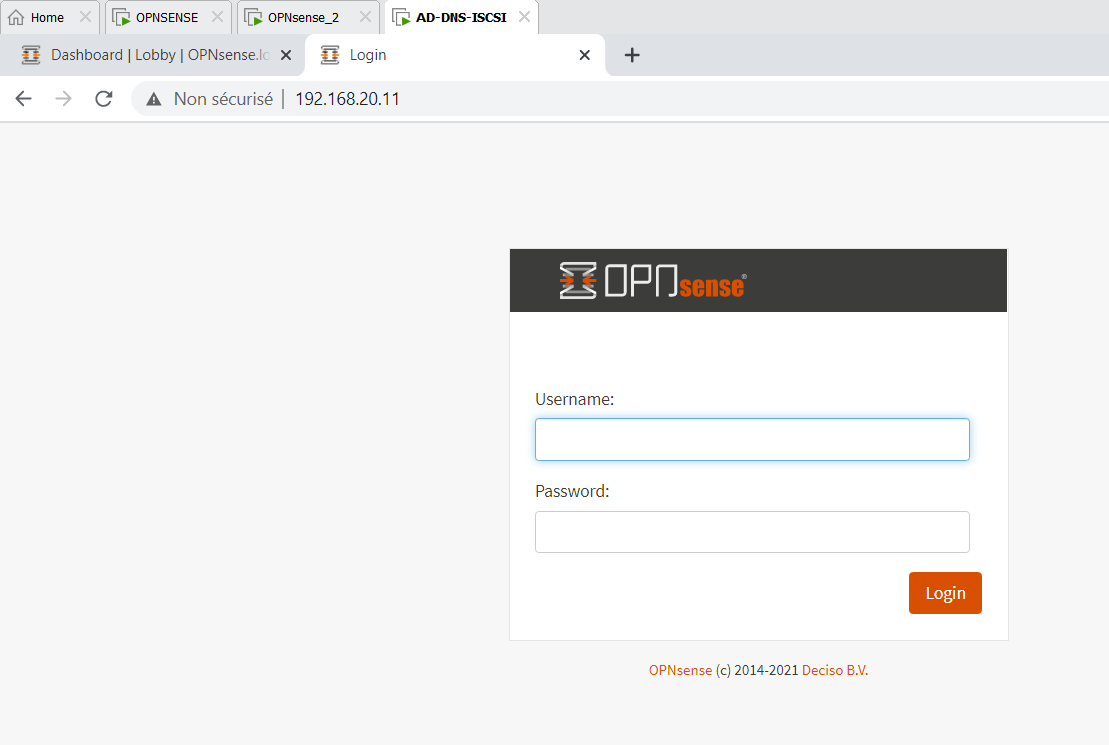 Home OPNSENSE OPNsense_2 AD-DNS-ISCSI
Dashboard | Lobby | OPNsense.lo Login
Non sécurisé 192.168.20.11
OPNsense®
Username:
Password:
Login
OPNsense (c) 2014-2021 Deciso B.V.